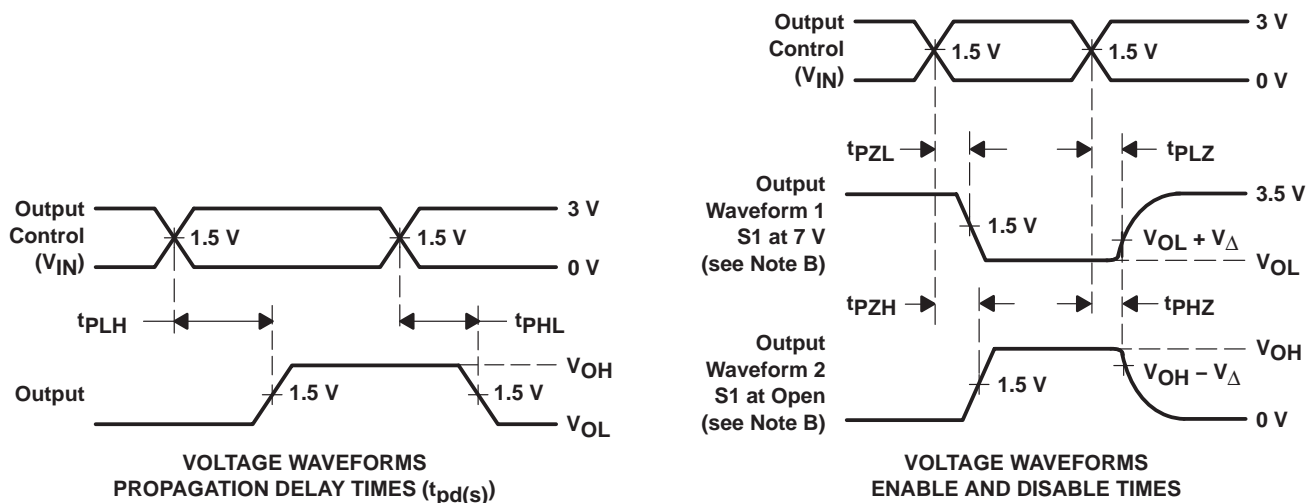 Output
Control
(VIN)
3 V
1.5 V
1.5 V
0 V
tPLH
tPHL
Output
VOH
1.5 V
1.5 V
VOL
VOLTAGE WAVEFORMS
PROPAGATION DELAY TIMES (tpd(s))
Output
Control
(VIN)
3 V
1.5 V
1.5 V
0 V
tPZL
tPLZ
Output
Waveform 1
S1 at 7 V
(see Note B)
3.5 V
1.5 V
VOL + VΔ
VOL
tPZH
tPHZ
Output
Waveform 2
S1 at Open
(see Note B)
VOH
1.5 V
VOH – VΔ
0 V
VOLTAGE WAVEFORMS
ENABLE AND DISABLE TIMES